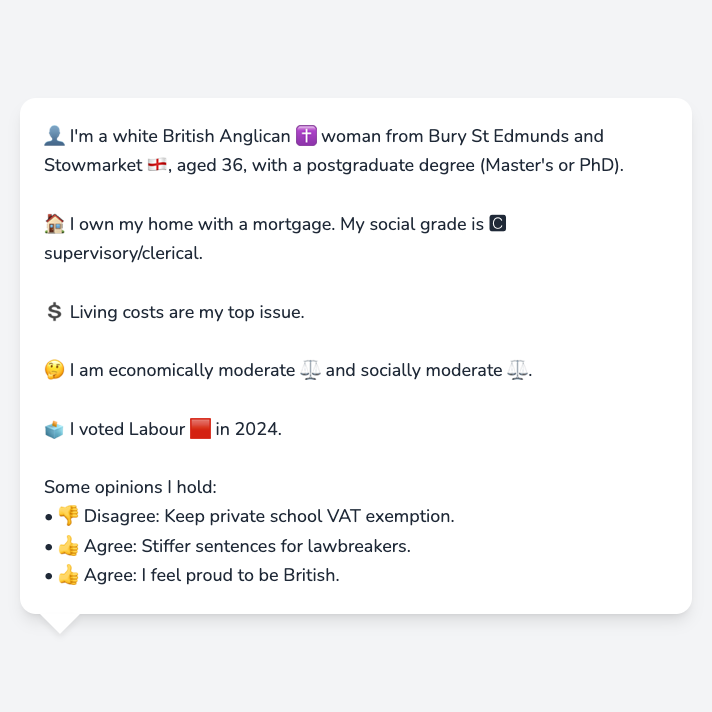 👤 I'm a white British Anglican ✝️ woman from Bury St Edmunds and
Stowmarket 🏴󠁧󠁢󠁥󠁮󠁧󠁿, aged 36, with a postgraduate degree (Master's or PhD).
🏠 I own my home with a mortgage. My social grade is 🅲
supervisory/clerical.
💲 Living costs are my top issue.
🤔 I am economically moderate ⚖️ and socially moderate ⚖️.
🗳️ I voted Labour 🟥 in 2024.
Some opinions I hold:
• 👎 Disagree: Keep private school VAT exemption.
• 👍 Agree: Stiffer sentences for lawbreakers.
• 👍 Agree: I feel proud to be British.